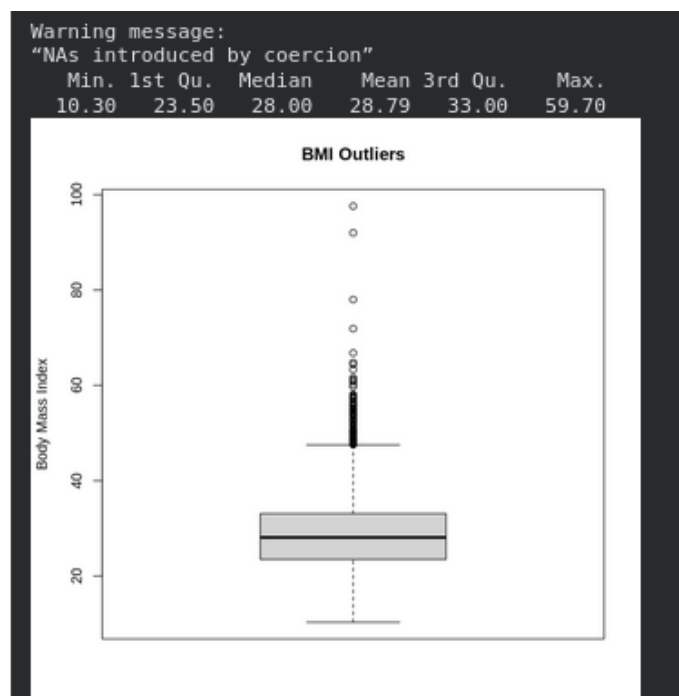 Warning message:
“NAs introduced by coercion”
Min. 1st Qu. Median Mean 3rd Qu. Max.
10.30 23.50 28.00 28.79 33.00 59.70
BMI Outliers
100
80
60
40
20
Body Mass Index